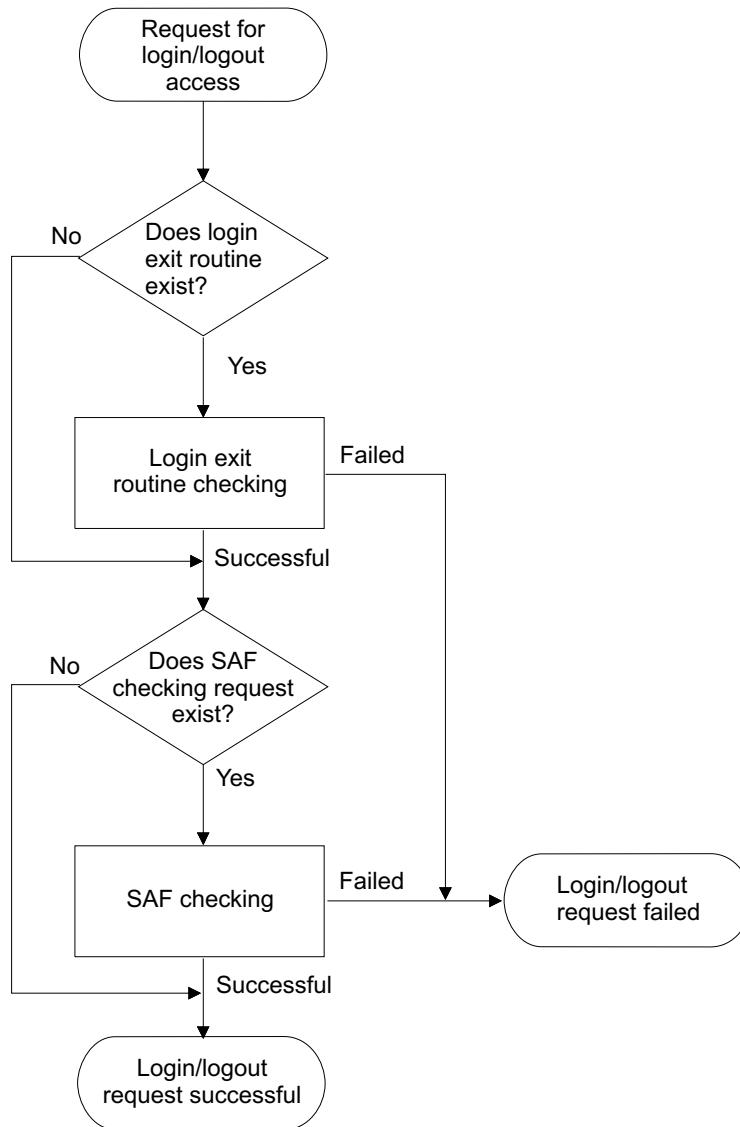 Request for
login/logout
access
No
Does login
exit routine
exist?
Yes
Login exit
routine checking
Failed
Successful
No
Does SAF
checking request
exist?
Yes
SAF checking
Failed
Login/logout
request failed
Successful
Login/logout
request successful